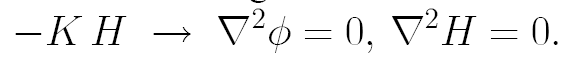 −K H → ∇²ϕ = 0, ∇²H = 0.